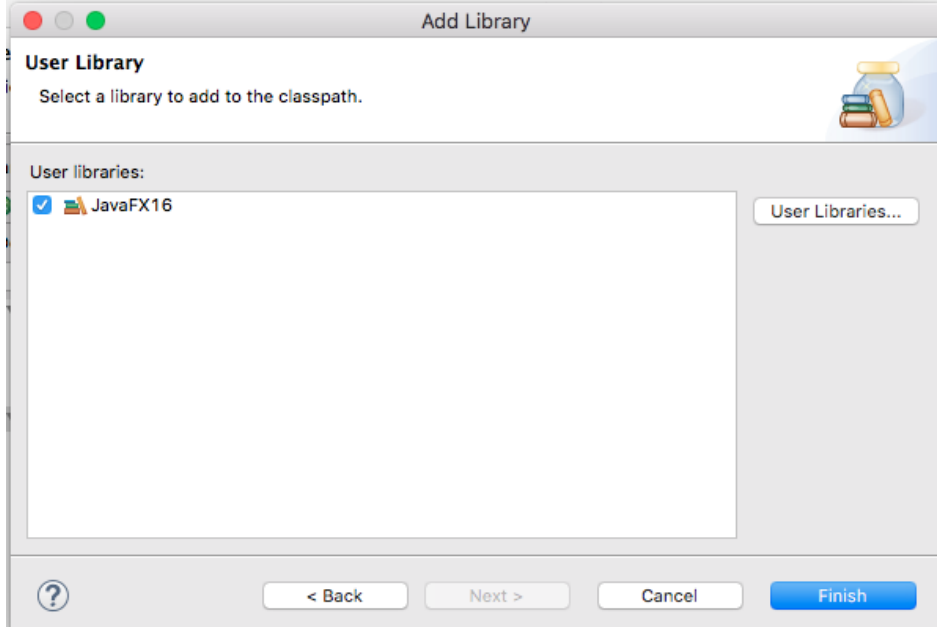 Add Library
User Library
Select a library to add to the classpath.
User libraries:
JavaFX16
User Libraries...
?
< Back
Next >
Cancel
Finish